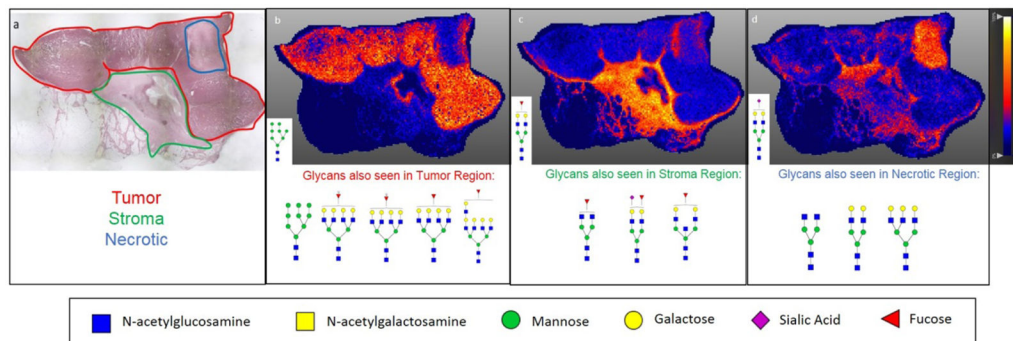 a
Tumor
Stroma
Necrotic
b
Glycans also seen in Tumor Region:
c
Glycans also seen in Stroma Region:
d
Glycans also seen in Necrotic Region:
N-acetylglucosamine
N-acetylgalactosamine
Mannose
Galactose
Sialic Acid
Fucose